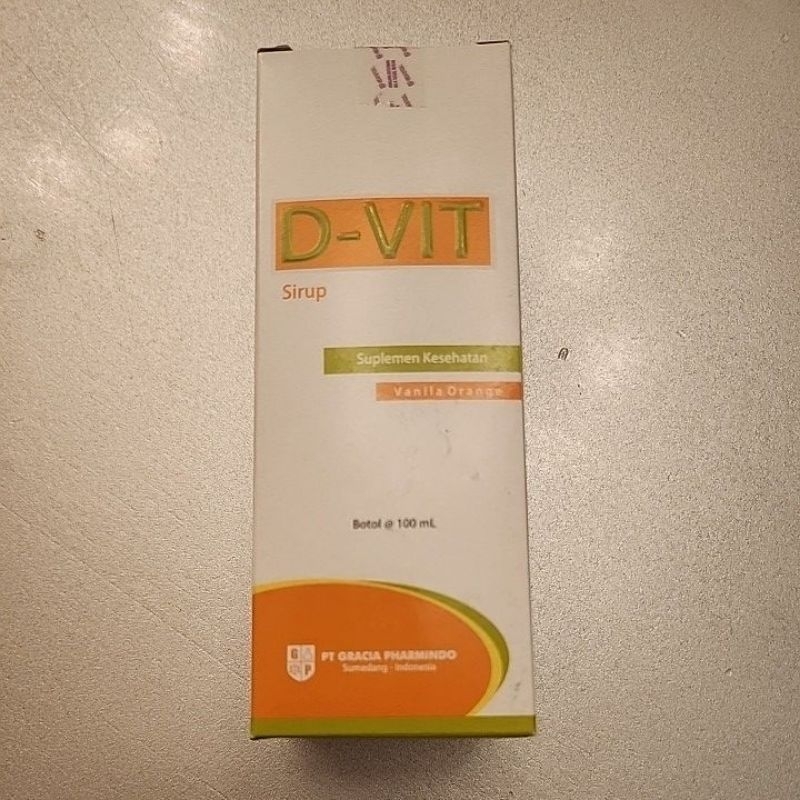 D-VIT
Sirup
Suplemen Kesehatan
Vanila Orange
Botol @ 100 mL
G
P
PT GRACIA PHARMINDO
Sumedang - Indonesia